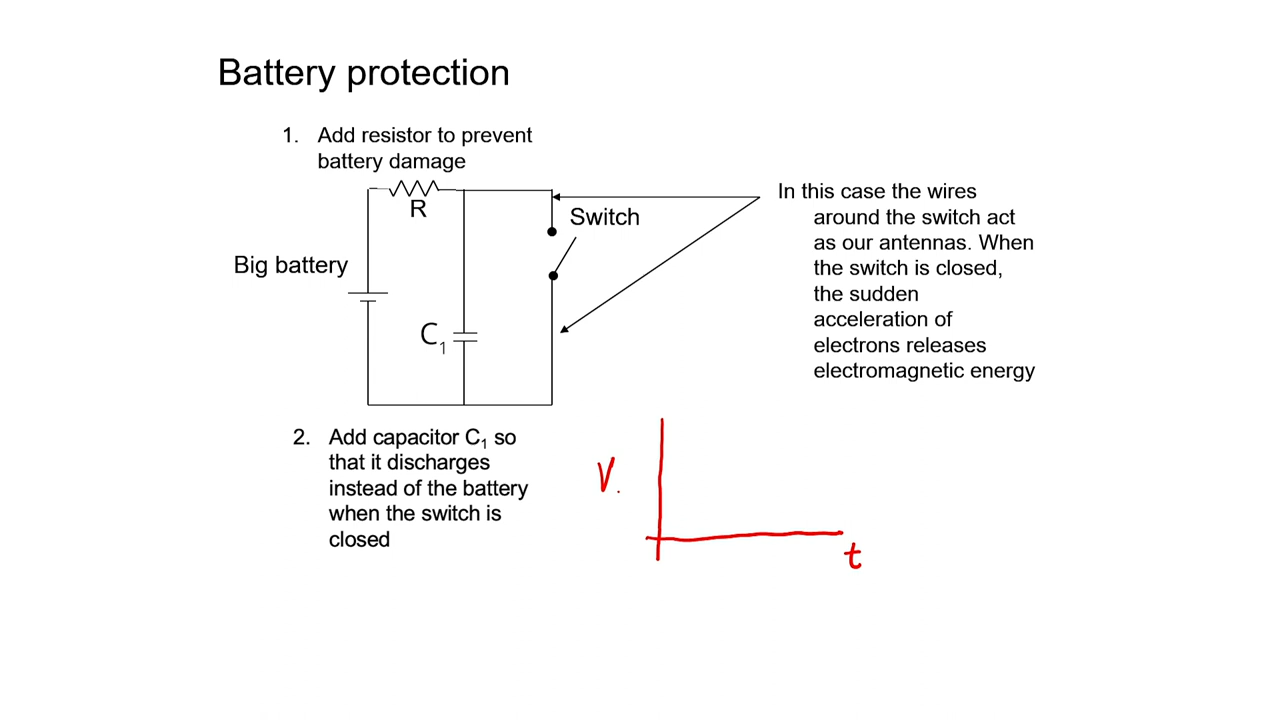 Battery protection
1. Add resistor to prevent
battery damage
R
Switch
Big battery
C1
In this case the wires
around the switch act
as our antennas. When
the switch is closed,
the sudden
acceleration of
electrons releases
electromagnetic energy
2. Add capacitor C1 so
that it discharges
instead of the battery
when the switch is
closed
V.
t